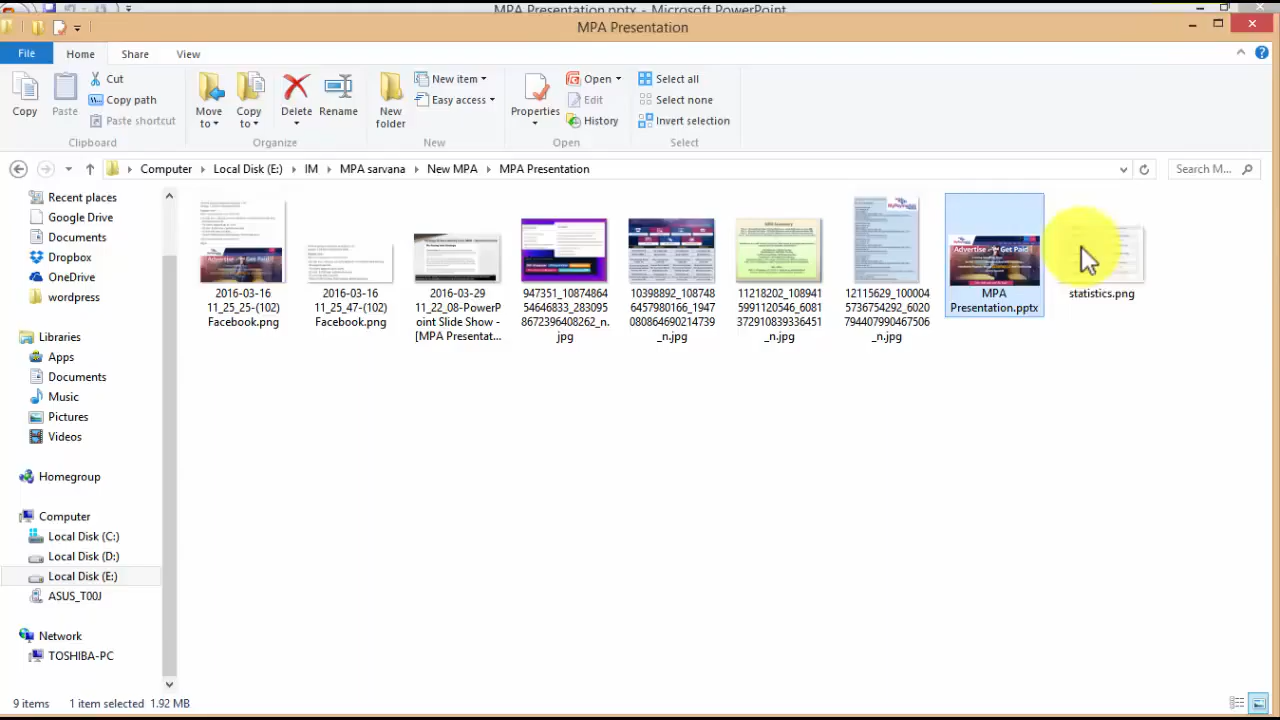 MPA Presentation.pptx - Microsoft PowerPoint
MPA Presentation
File Home Share View
Copy
Paste
Cut
Copy path
Paste shortcut
Clipboard
Move to
Copy to
Delete
Rename
Organize
New folder
New item
Easy access
New
Properties
Open
Edit
History
Open
Select all
Select none
Invert selection
Select
Computer Local Disk (E:) IM MPA sarvana New MPA MPA Presentation
Search M...
Recent places
Google Drive
Documents
Dropbox
OneDrive
wordpress
Libraries
Apps
Documents
Music
Pictures
Videos
Homegroup
Computer
Local Disk (C:)
Local Disk (D:)
Local Disk (E:)
ASUS_T00J
Network
TOSHIBA-PC
2016-03-16
11_25_25-(102)
Facebook.png
2016-03-16
11_25_47-(102)
Facebook.png
2016-03-29
11_22_08-PowerP
oint Slide Show -
[MPA Presentat...
947351_10874864
54646833_283095
8672396408262_n.
jpg
10398892_108748
6457980166_1947
080864690214739
_n.jpg
11218202_108941
5991120546_6081
372910839336451
_n.jpg
12115629_100004
5736754292_6020
794407990467506
_n.jpg
Advertise Get Paid
MPA
Presentation.pptx
statistics.png
9 items 1 item selected 1.92 MB